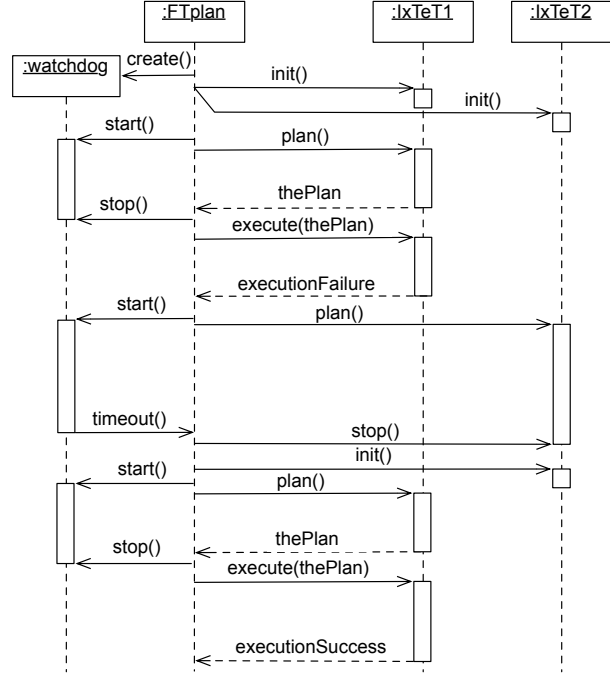 :FTplan
:IxTeT1
:IxTeT2
:watchdog
create()
init()
init()
start()
plan()
thePlan
stop()
execute(thePlan)
executionFailure
start()
plan()
timeout()
stop()
init()
start()
plan()
thePlan
stop()
execute(thePlan)
executionSuccess